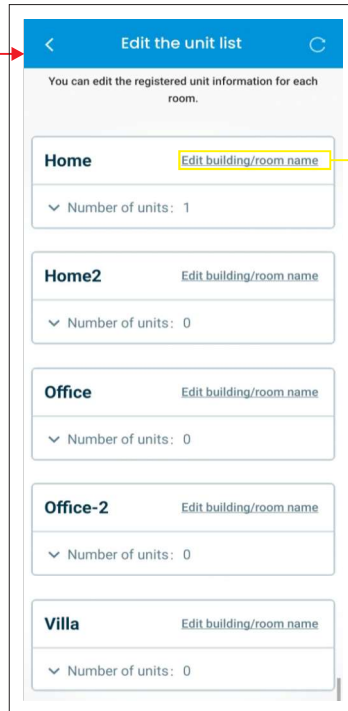 Edit the unit list
You can edit the registered unit information for each
room.
Home Edit building/room name
Number of units: 1
Home2 Edit building/room name
Number of units: 0
Office Edit building/room name
Number of units: 0
Office-2 Edit building/room name
Number of units: 0
Villa Edit building/room name
Number of units: 0